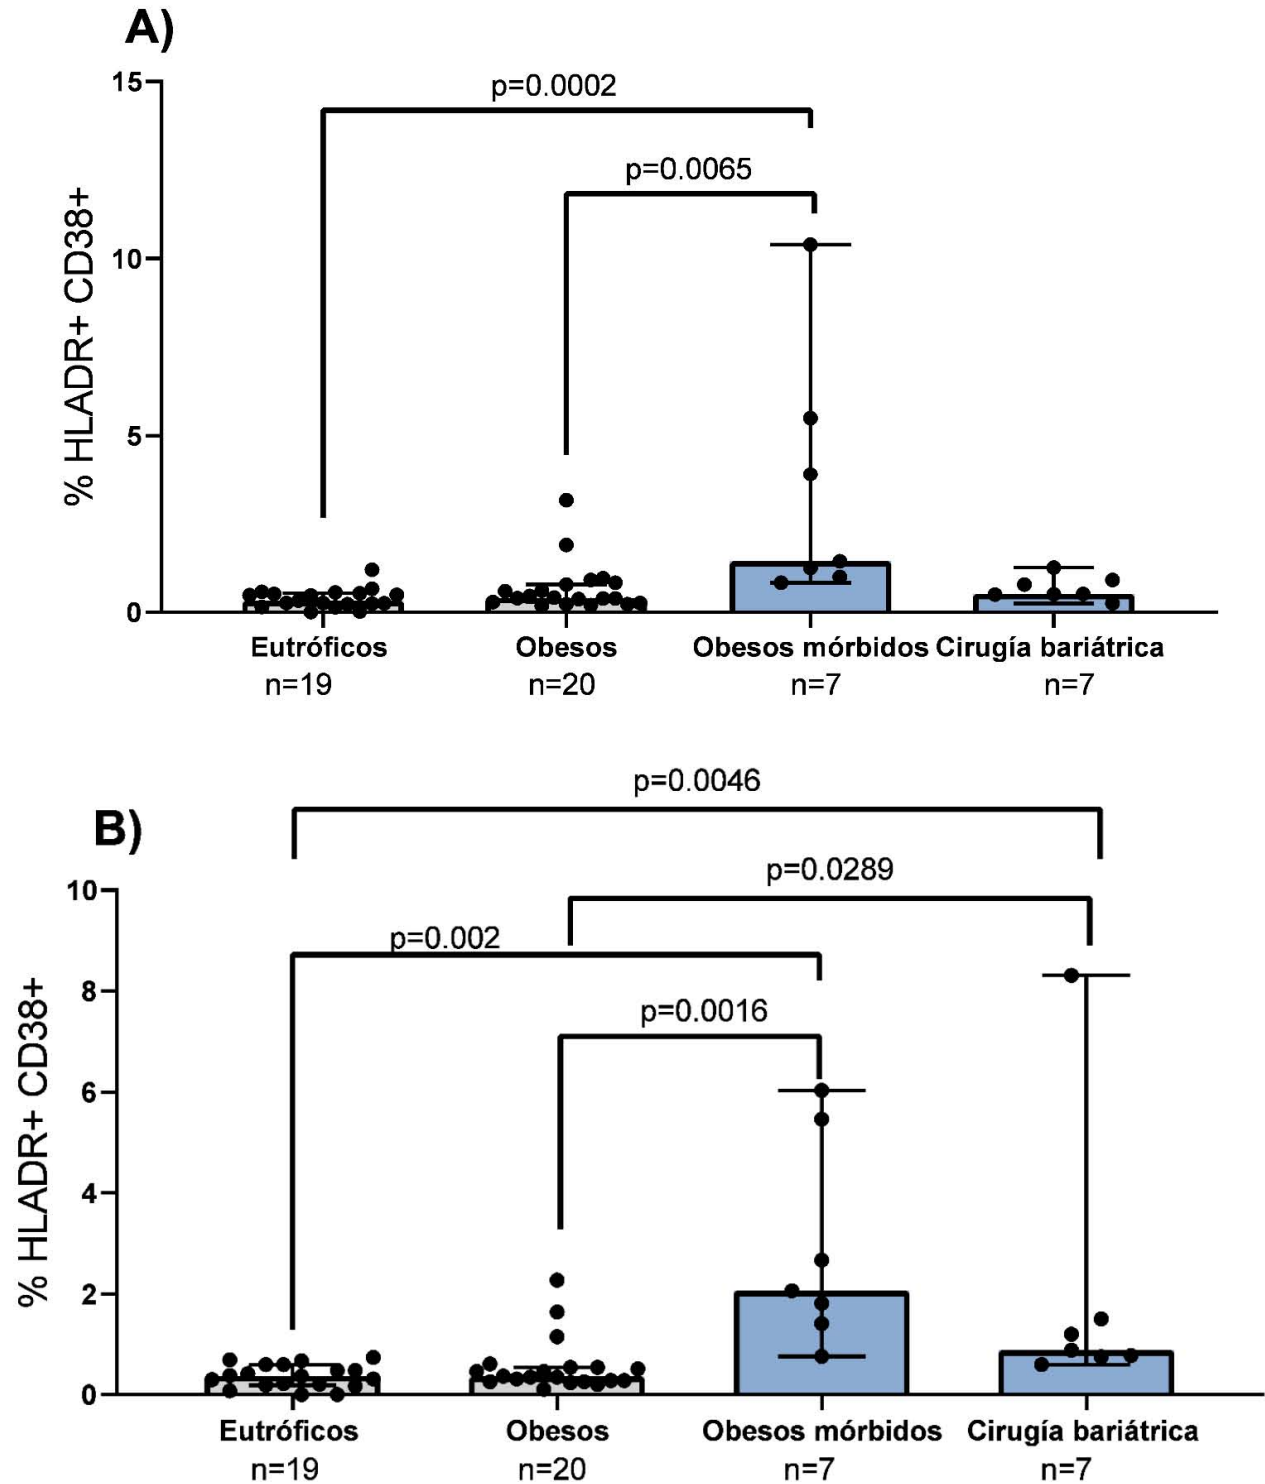 A)
p=0.0002
p=0.0065
% HLADR+ CD38+
15
10
5
0
Eutróficos
Obesos
Obesos mórbidos
Cirugía bariátrica
n=19
n=20
n=7
n=7
p=0.0046
B)
p=0.0289
p=0.002
p=0.0016
% HLADR+ CD38+
10
8
6
4
2
0
Eutróficos
Obesos
Obesos mórbidos
Cirugía bariátrica
n=19
n=20
n=7
n=7